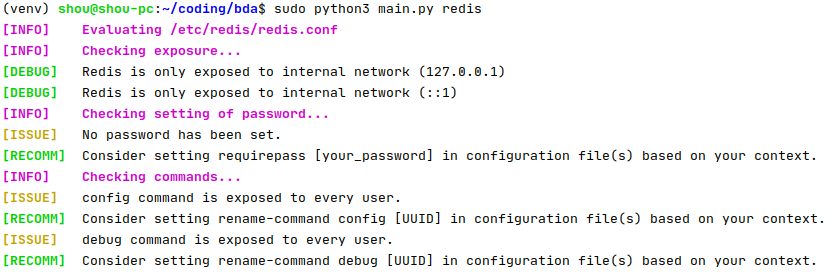 (venv) shou@shou-pc:~/coding/bda$ sudo python3 main.py redis
[INFO] Evaluating /etc/redis/redis.conf
[INFO] Checking exposure...
[DEBUG] Redis is only exposed to internal network (127.0.0.1)
[DEBUG] Redis is only exposed to internal network (::1)
[INFO] Checking setting of password...
[ISSUE] No password has been set.
[RECOMM] Consider setting requirepass [your_password] in configuration file(s) based on your context.
[INFO] Checking commands...
[ISSUE] config command is exposed to every user.
[RECOMM] Consider setting rename-command config [UUID] in configuration file(s) based on your context.
[ISSUE] debug command is exposed to every user.
[RECOMM] Consider setting rename-command debug [UUID] in configuration file(s) based on your context.